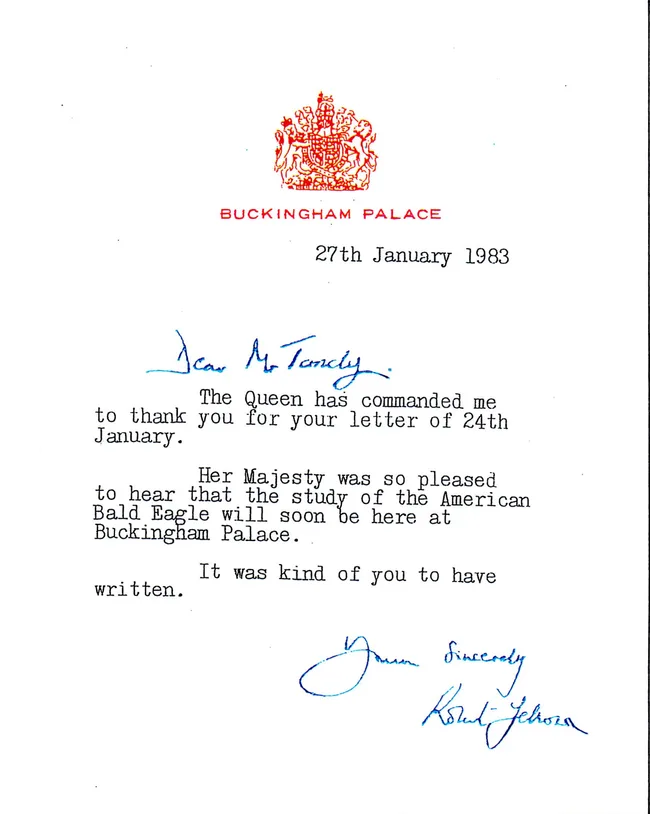 BUCKINGHAM PALACE
27th January 1983
Dear Mr Tandy.
The Queen has commanded me
to thank you for your letter of 24th
January.
Her Majesty was so pleased
to hear that the study of the American
Bald Eagle will soon be here at
Buckingham Palace.
It was kind of you to have
written.
Yours Sincerely
Robert